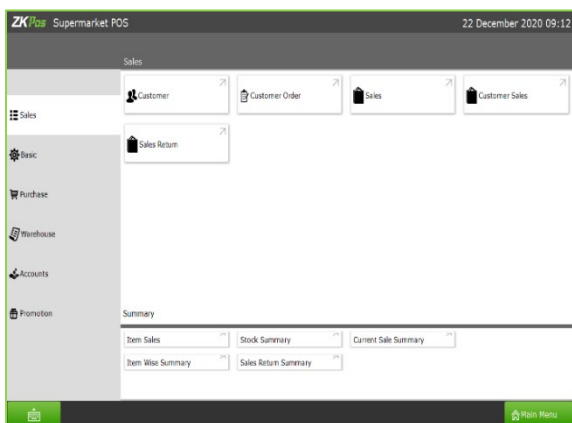 ZKPos Supermarket POS 22 December 2020 09:12
Sales
Customer Customer Order Sales Customer Sales
Sales Return
Sales
Basic
Purchase
Warehouse
Accounts
Promotion
Summary
Item Sales Stock Summary Current Sale Summary
Item Wise Summary Sales Return Summary
Main Menu